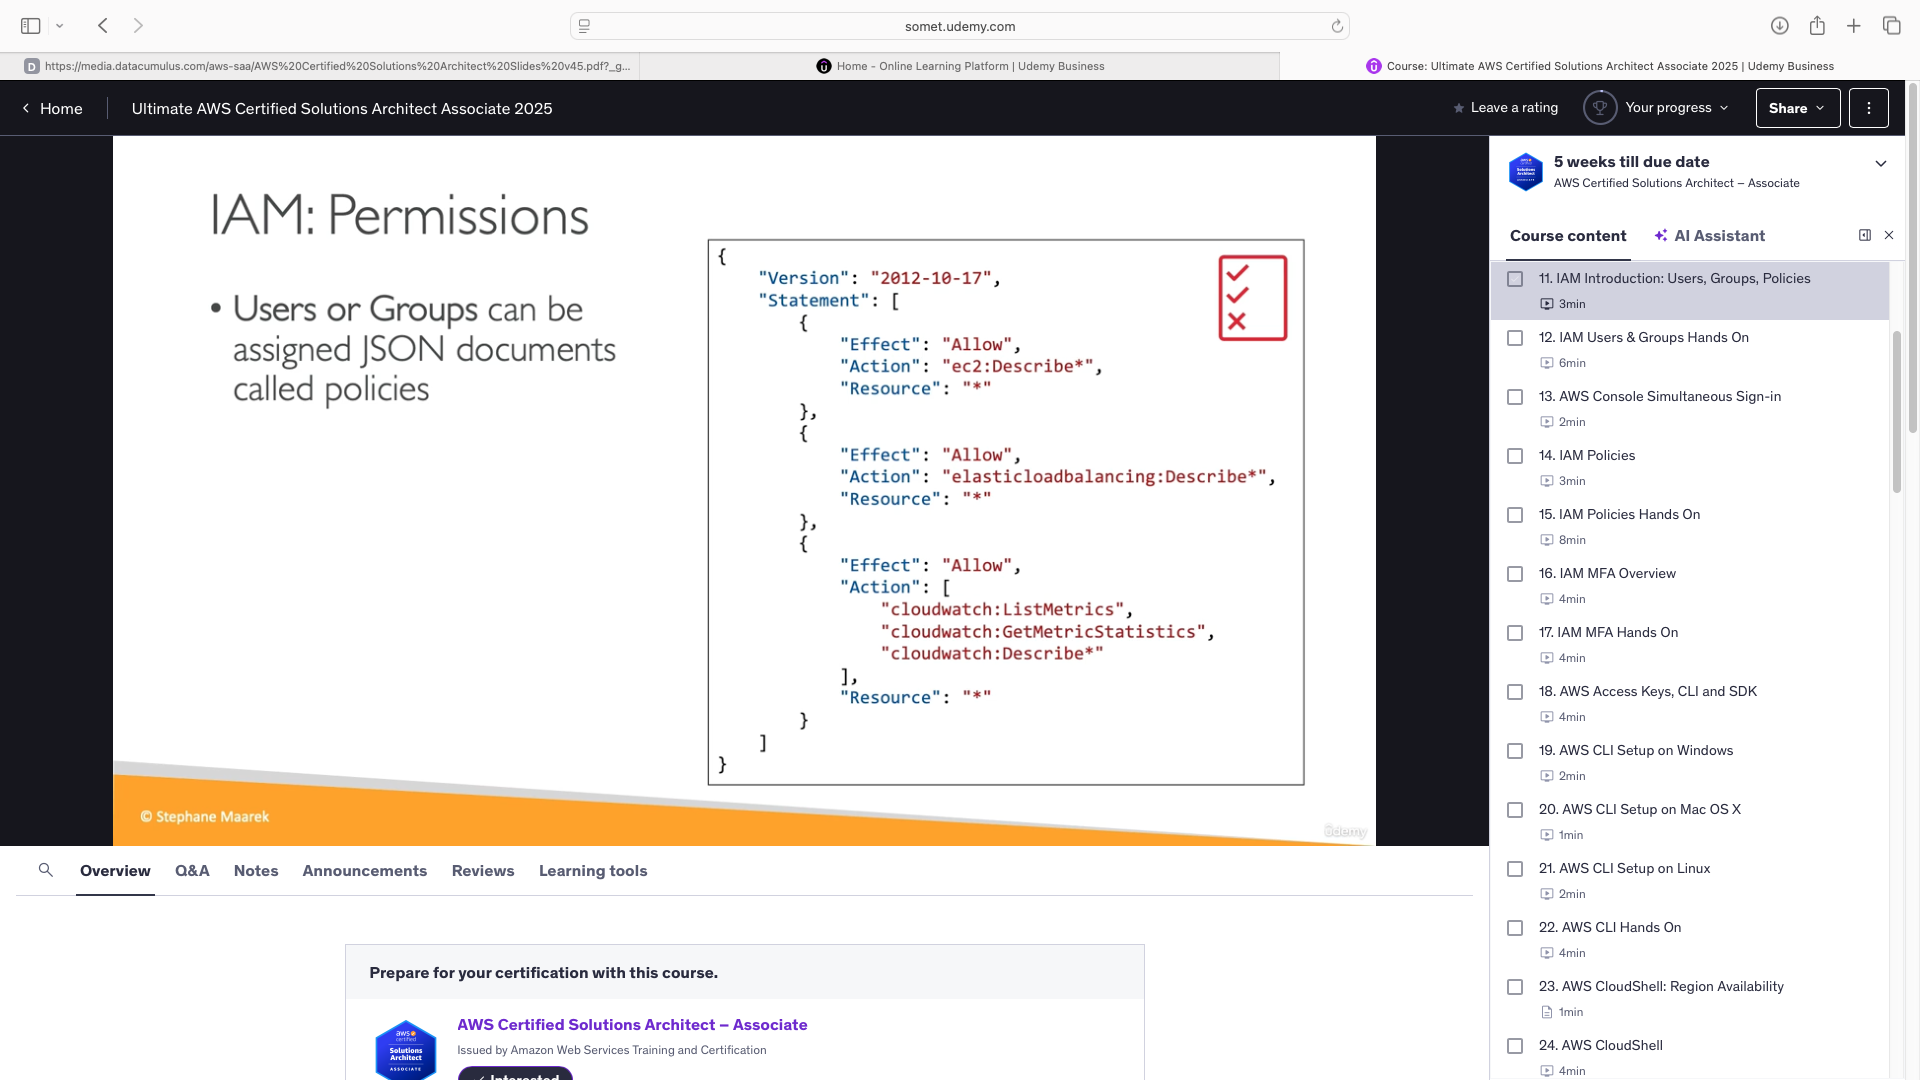 somet.udemy.com
D https://media.datacumulus.com/aws-saa/AWS%20Certified%20Solutions%20Architect%20Slides%20v45.pdf?_g...
Home - Online Learning Platform | Udemy Business
Course: Ultimate AWS Certified Solutions Architect Associate 2025 | Udemy Business
Home
Ultimate AWS Certified Solutions Architect Associate 2025
Leave a rating
Your progress
Share
IAM: Permissions
• Users or Groups can be
assigned JSON documents
called policies
{
"Version": "2012-10-17",
"Statement": [
{
"Effect": "Allow",
"Action": "ec2:Describe*",
"Resource": "*"
},
{
"Effect": "Allow",
"Action": "elasticloadbalancing:Describe*",
"Resource": "*"
},
{
"Effect": "Allow",
"Action": [
"cloudwatch:ListMetrics",
"cloudwatch:GetMetricStatistics",
"cloudwatch:Describe*"
],
"Resource": "*"
}
]
}
© Stephane Maarek
udemy
5 weeks till due date
AWS Certified Solutions Architect – Associate
Course content
AI Assistant
11. IAM Introduction: Users, Groups, Policies
3min
12. IAM Users & Groups Hands On
6min
13. AWS Console Simultaneous Sign-in
2min
14. IAM Policies
3min
15. IAM Policies Hands On
8min
16. IAM MFA Overview
4min
17. IAM MFA Hands On
4min
18. AWS Access Keys, CLI and SDK
4min
19. AWS CLI Setup on Windows
2min
20. AWS CLI Setup on Mac OS X
1min
21. AWS CLI Setup on Linux
2min
22. AWS CLI Hands On
4min
23. AWS CloudShell: Region Availability
1min
24. AWS CloudShell
4min
Overview
Q&A
Notes
Announcements
Reviews
Learning tools
Prepare for your certification with this course.
aws
certified
Solutions
Architect
ASSOCIATE
AWS Certified Solutions Architect – Associate
Issued by Amazon Web Services Training and Certification
Interested